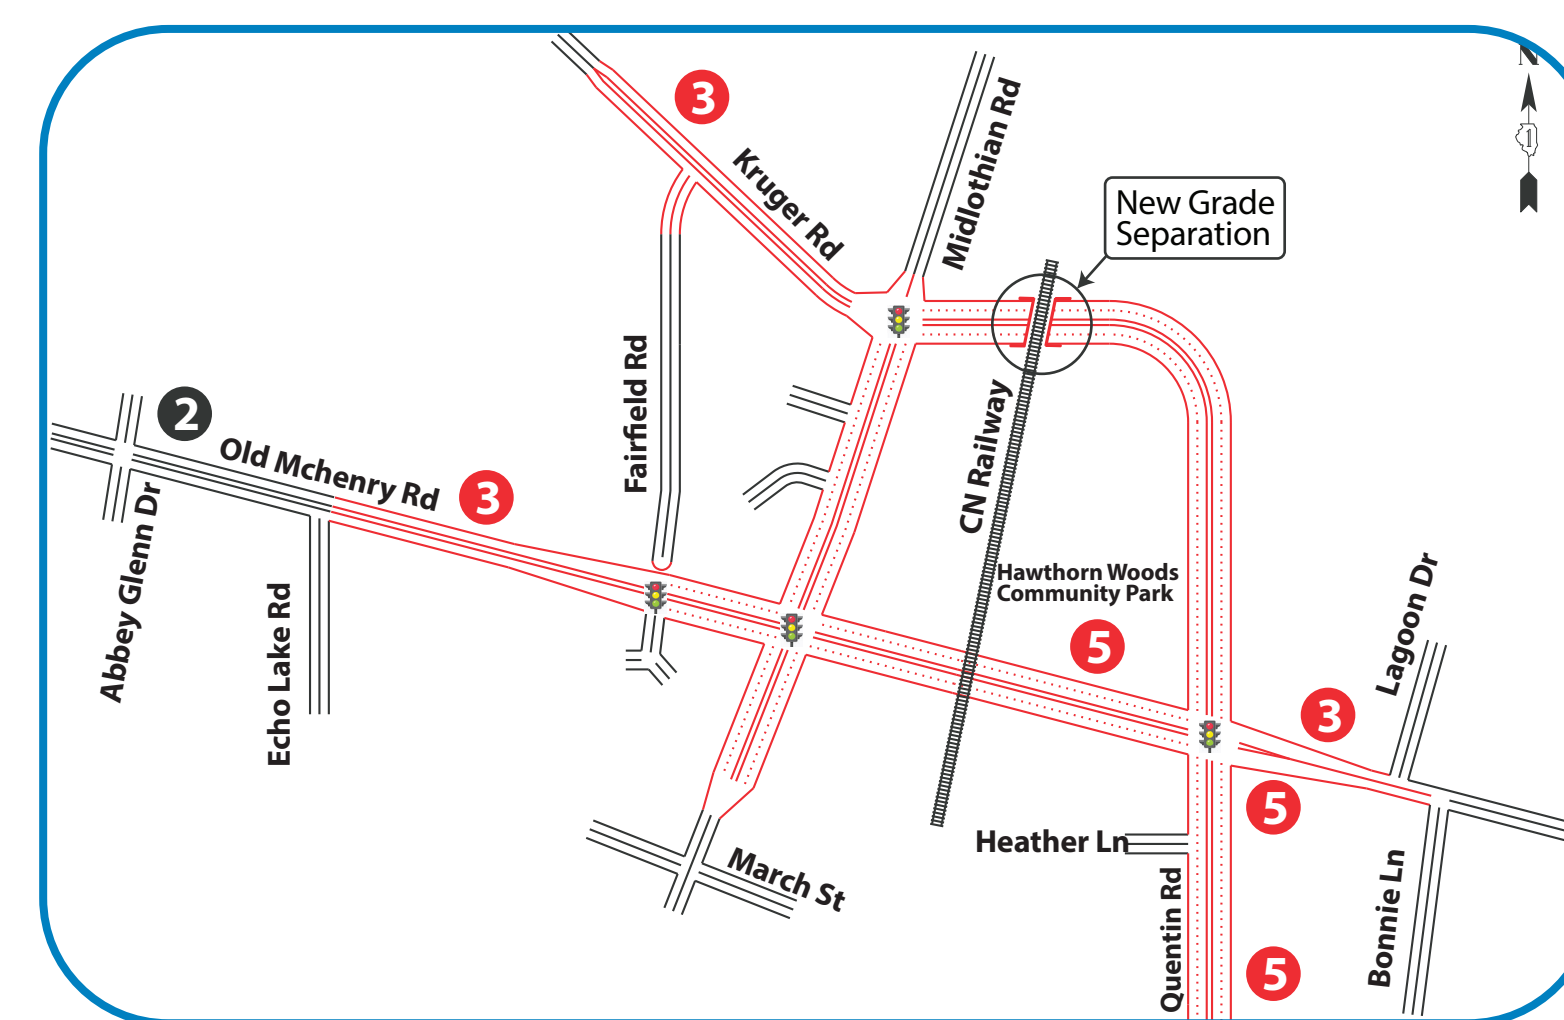 N
1
3
Kruger Rd
Midlothian Rd
New Grade
Separation
Fairfield Rd
2
Old Mchenry Rd
3
CN Railway
Abbey Glenn Dr
Echo Lake Rd
Hawthorn Woods
Community Park
5
Lagoon Dr
3
5
Heather Ln
March St
Quentin Rd
Bonnie Ln
5